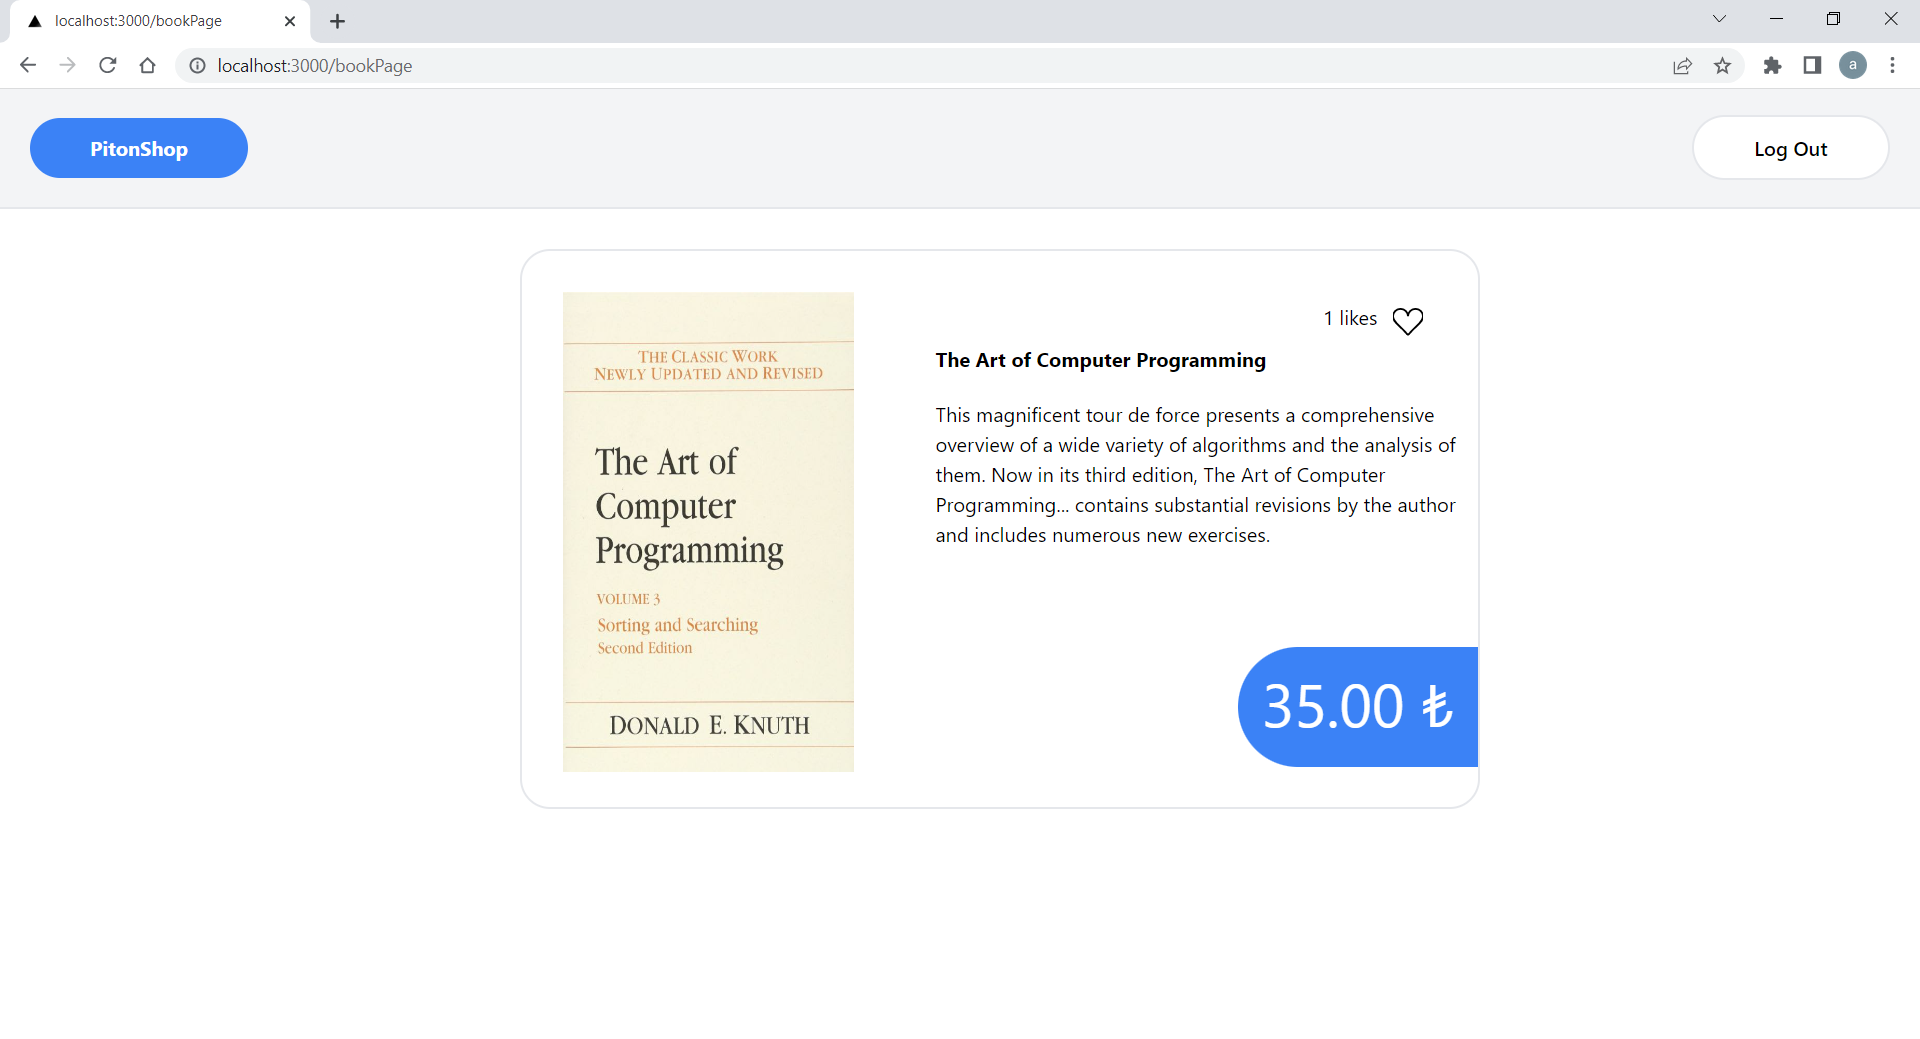 localhost:3000/bookPage
localhost:3000/bookPage
a
PitonShop
Log Out
THE CLASSIC WORK
NEWLY UPDATED AND REVISED
The Art of
Computer
Programming
VOLUME 3
Sorting and Searching
Second Edition
DONALD E. KNUTH
1 likes
The Art of Computer Programming
This magnificent tour de force presents a comprehensive
overview of a wide variety of algorithms and the analysis of
them. Now in its third edition, The Art of Computer
Programming... contains substantial revisions by the author
and includes numerous new exercises.
35.00 ₺